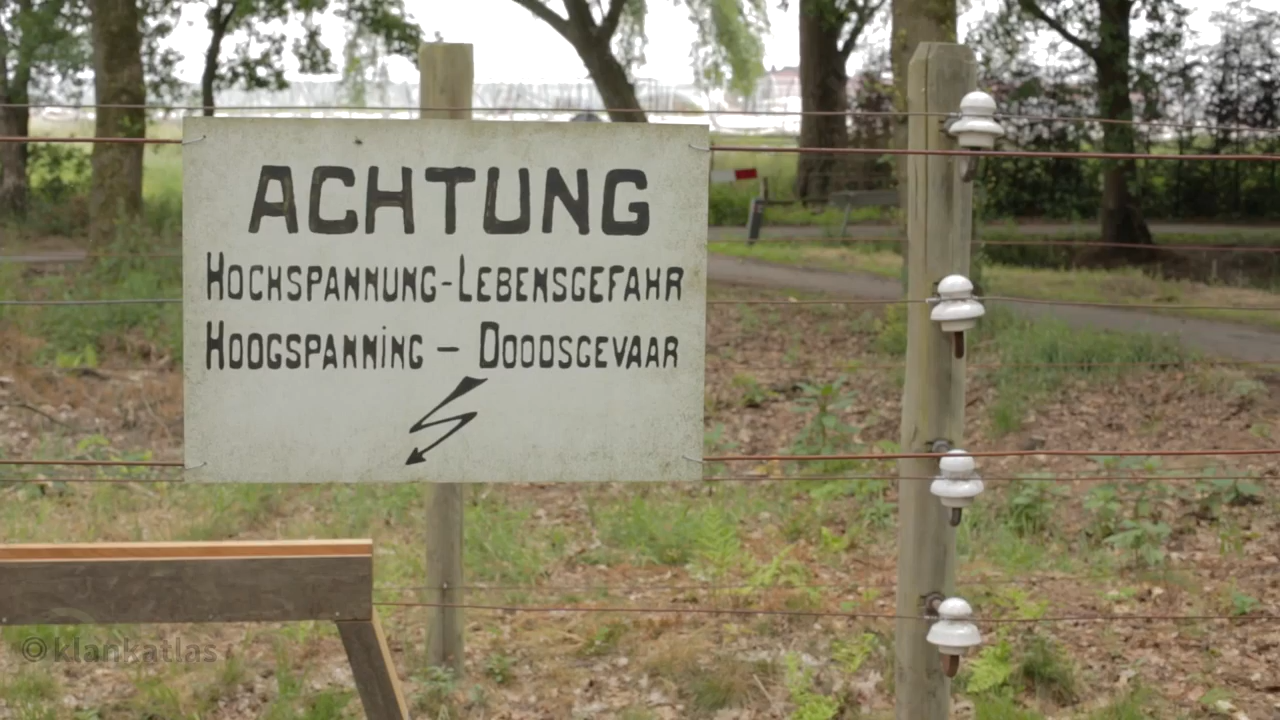 ACHTUNG
HOCHSPANNUNG-LEBENSGEFAHR
HOOGSPANNiNG – DOODSGEVAAR
©klankatlas